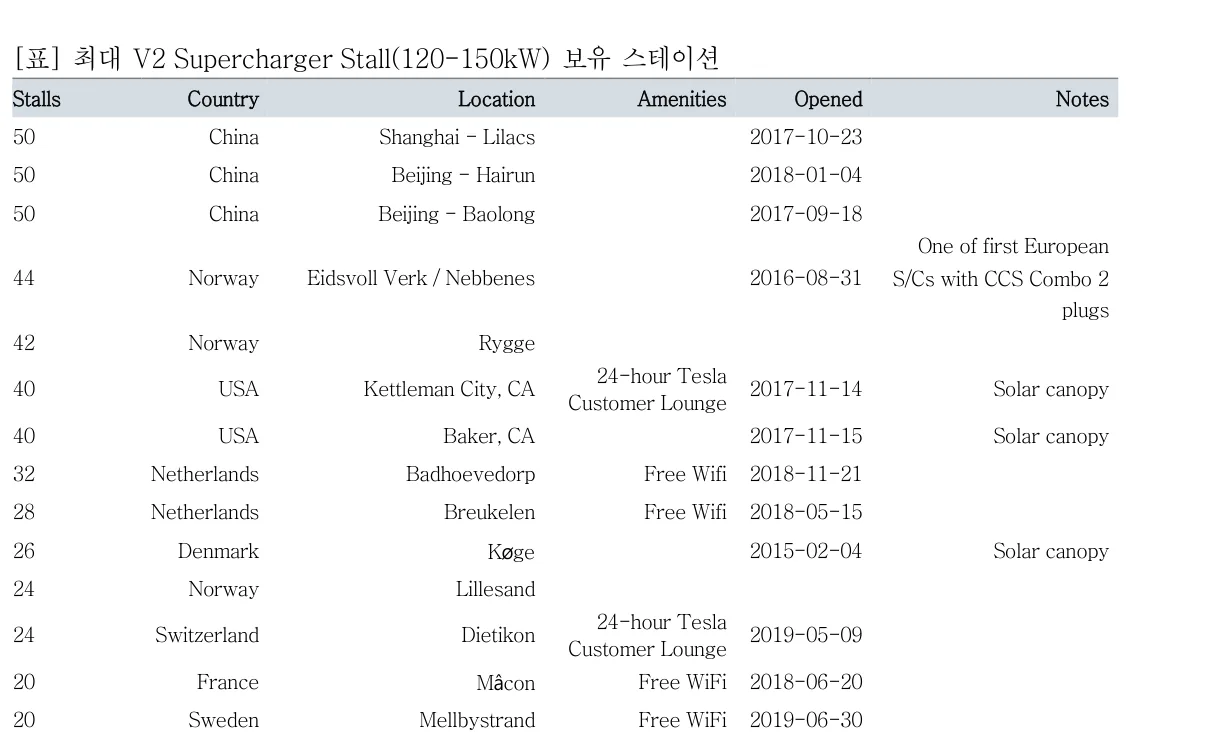 [표] 최대 V2 Supercharger Stall(120-150kW) 보유 스테이션
Stalls Country Location Amenities Opened Notes
50 China Shanghai - Lilacs 2017-10-23
50 China Beijing - Hairun 2018-01-04
50 China Beijing - Baolong 2017-09-18
44 Norway Eidsvoll Verk / Nebbenes 2016-08-31 One of first European
S/Cs with CCS Combo 2
plugs
42 Norway Rygge
40 USA Kettleman City, CA 24-hour Tesla
Customer Lounge 2017-11-14 Solar canopy
40 USA Baker, CA 2017-11-15 Solar canopy
32 Netherlands Badhoevedorp Free Wifi 2018-11-21
28 Netherlands Breukelen Free Wifi 2018-05-15
26 Denmark Køge 2015-02-04 Solar canopy
24 Norway Lillesand
24 Switzerland Dietikon 24-hour Tesla
Customer Lounge 2019-05-09
20 France Mâcon Free WiFi 2018-06-20
20 Sweden Mellbystrand Free WiFi 2019-06-30